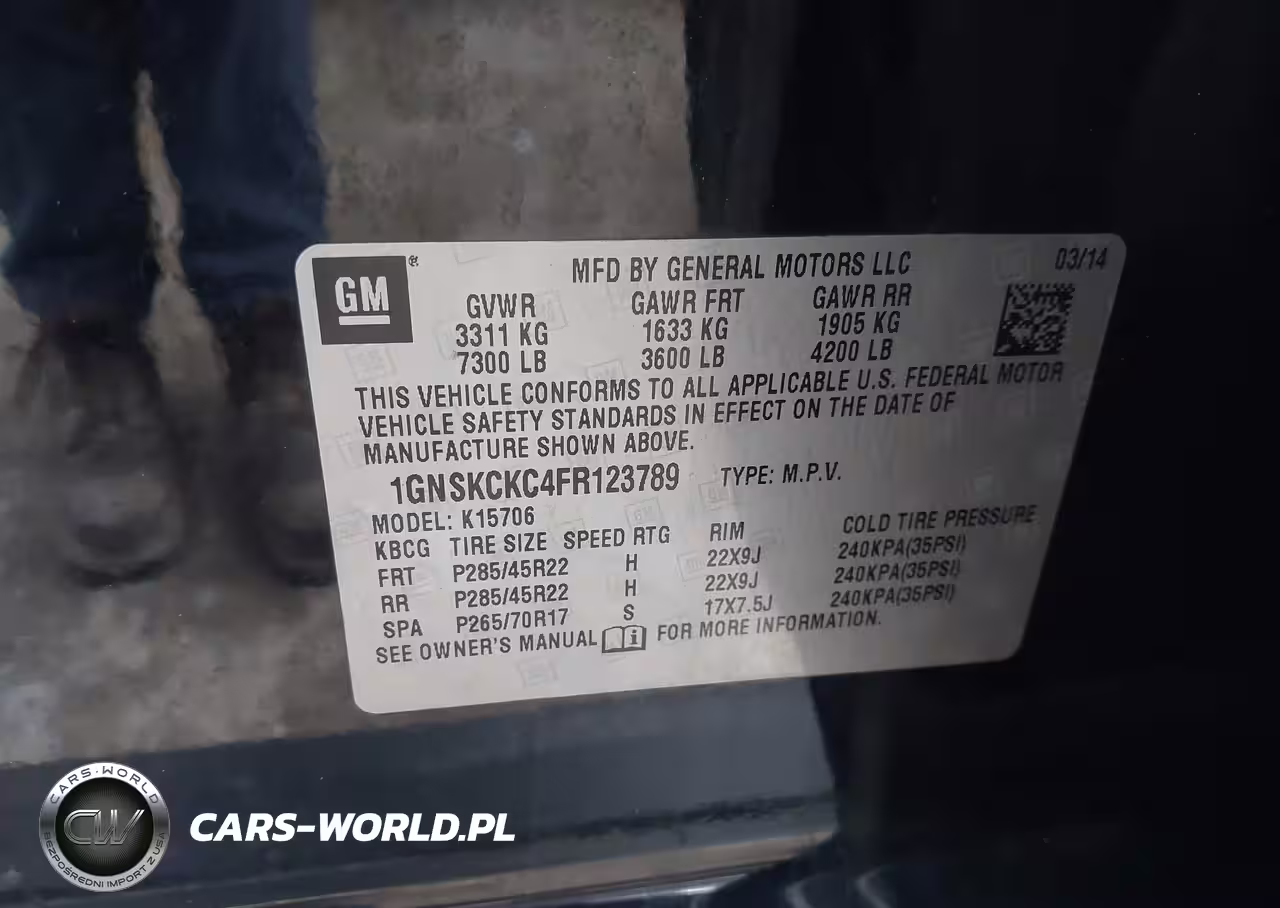 GM
MFD BY GENERAL MOTORS LLC 03/14
GVWR GAWR FRT GAWR RR
3311 KG 1633 KG 1905 KG
7300 LB 3600 LB 4200 LB
THIS VEHICLE CONFORMS TO ALL APPLICABLE U.S. FEDERAL MOTOR
VEHICLE SAFETY STANDARDS IN EFFECT ON THE DATE OF
MANUFACTURE SHOWN ABOVE.
1GNSKCKC4FR123789 TYPE: M.P.V.
MODEL: K15706
KBCG TIRE SIZE SPEED RTG RIM COLD TIRE PRESSURE
FRT P285/45R22 H 22X9J 240KPA(35PSI)
RR P285/45R22 H 22X9J 240KPA(35PSI)
SPA P265/70R17 S 17X7.5J 240KPA(35PSI)
SEE OWNER'S MANUAL FOR MORE INFORMATION.
CARS-WORLD
CW
BEZPOŚREDNI IMPORT Z USA
CARS-WORLD.PL